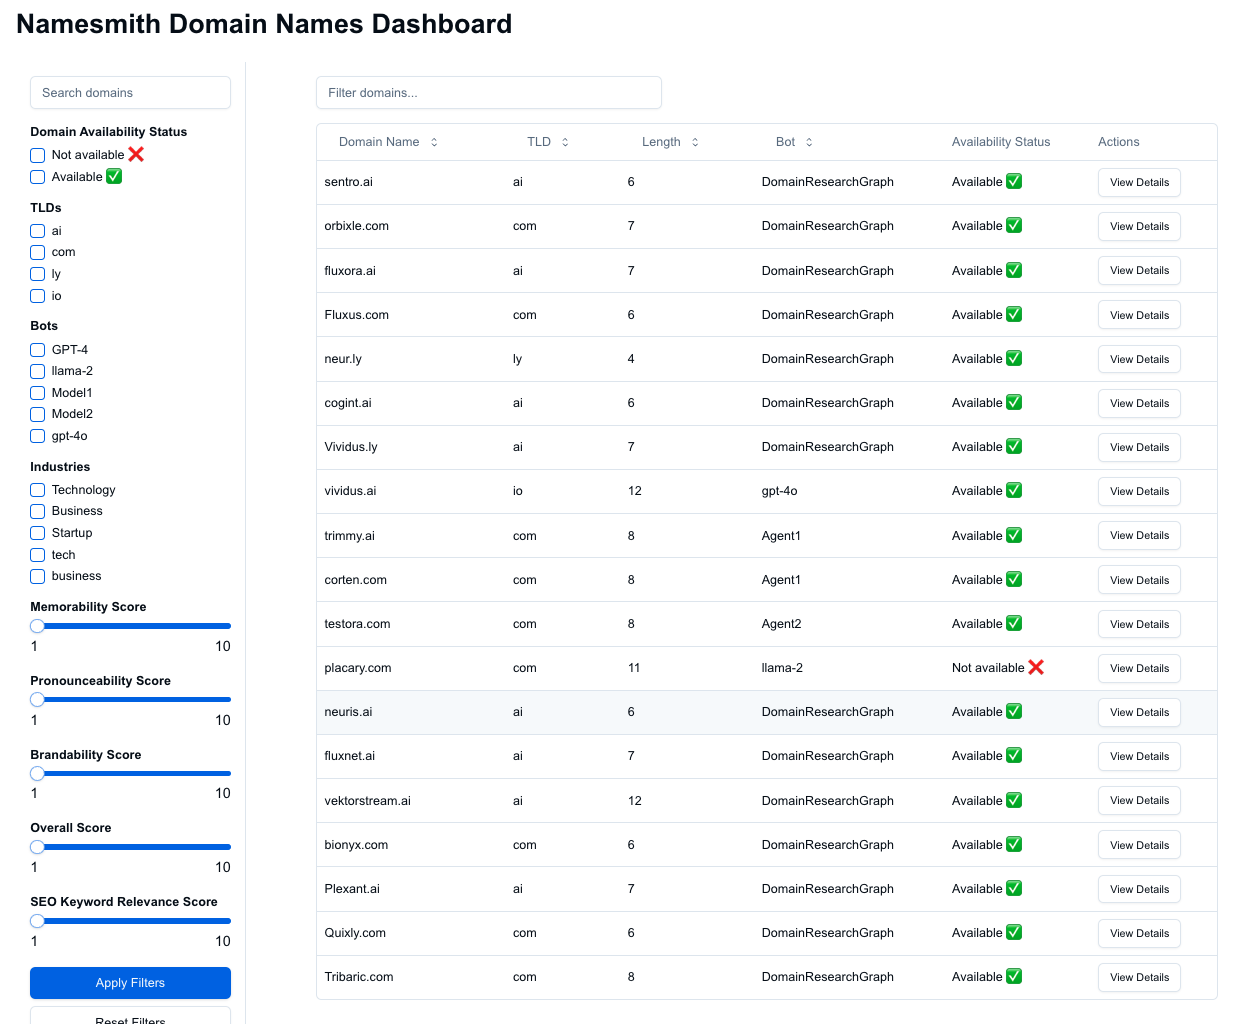 Namesmith Domain Names Dashboard
Search domains
Domain Availability Status
Not available ❌
Available ✅
TLDs
ai
com
ly
io
Bots
GPT-4
llama-2
Model1
Model2
gpt-4o
Industries
Technology
Business
Startup
tech
business
Memorability Score
1 10
Pronounceability Score
1 10
Brandability Score
1 10
Overall Score
1 10
SEO Keyword Relevance Score
1 10
Apply Filters
Reset Filters
Filter domains...
Domain Name TLD Length Bot Availability Status Actions
sentro.ai ai 6 DomainResearchGraph Available ✅ View Details
orbixle.com com 7 DomainResearchGraph Available ✅ View Details
fluxora.ai ai 7 DomainResearchGraph Available ✅ View Details
Fluxus.com com 6 DomainResearchGraph Available ✅ View Details
neur.ly ly 4 DomainResearchGraph Available ✅ View Details
cogint.ai ai 6 DomainResearchGraph Available ✅ View Details
Vividus.ly ai 7 DomainResearchGraph Available ✅ View Details
vividus.ai io 12 gpt-4o Available ✅ View Details
trimmy.ai com 8 Agent1 Available ✅ View Details
corten.com com 8 Agent1 Available ✅ View Details
testora.com com 8 Agent2 Available ✅ View Details
placary.com com 11 llama-2 Not available ❌ View Details
neuris.ai ai 6 DomainResearchGraph Available ✅ View Details
fluxnet.ai ai 7 DomainResearchGraph Available ✅ View Details
vektorstream.ai ai 12 DomainResearchGraph Available ✅ View Details
bionyx.com com 6 DomainResearchGraph Available ✅ View Details
Plexant.ai ai 7 DomainResearchGraph Available ✅ View Details
Quixly.com com 6 DomainResearchGraph Available ✅ View Details
Tribaric.com com 8 DomainResearchGraph Available ✅ View Details